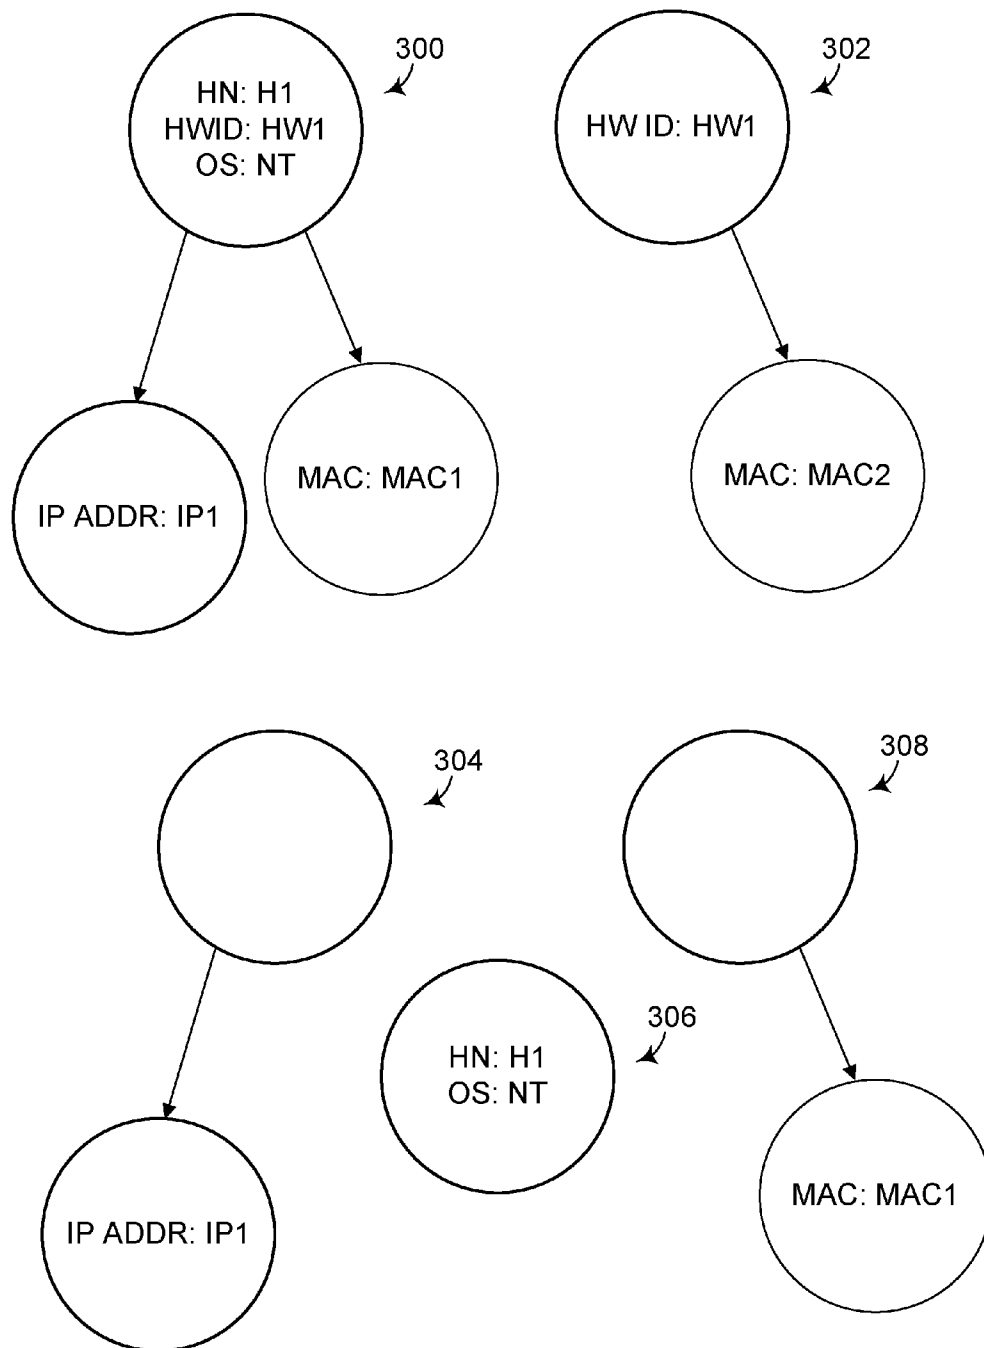 300
HN: H1
HWID: HW1
OS: NT
302
HW ID: HW1
IP ADDR: IP1
MAC: MAC1
MAC: MAC2
304
308
306
HN: H1
OS: NT
IP ADDR: IP1
MAC: MAC1